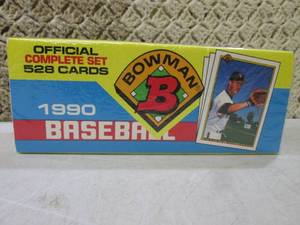 OFFICIAL
COMPLETE SET
528 CARDS
BOWMAN
B
1990
BASEBALL